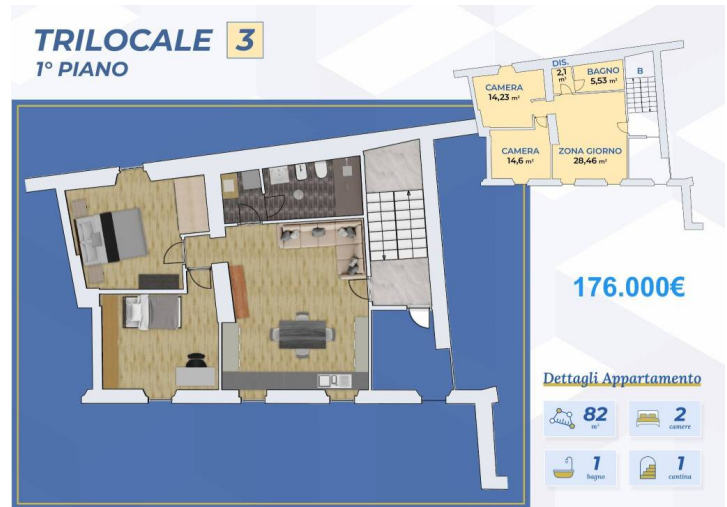 TRILOCALE 3
1° PIANO
DIS.
2,1
m²
BAGNO
5,53 m²
B
CAMERA
14,23 m²
CAMERA
14,6 m²
ZONA GIORNO
28,46 m²
176.000€
Dettagli Appartamento
82
m²
2
camere
1
bagno
1
cantina